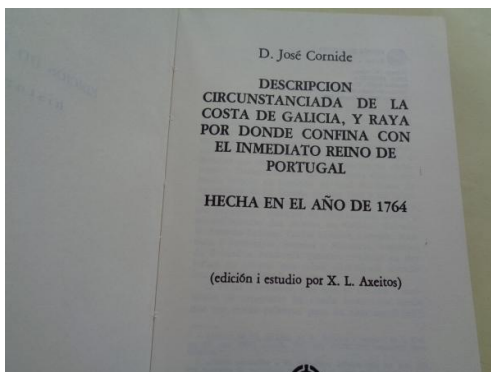 D. José Cornide
DESCRIPCION
CIRCUNSTANCIADA DE LA
COSTA DE GALICIA, Y RAYA
POR DONDE CONFINA CON
EL INMEDIATO REINO DE
PORTUGAL
HECHA EN EL AÑO DE 1764
(edición i estudio por X. L. Axeitos)